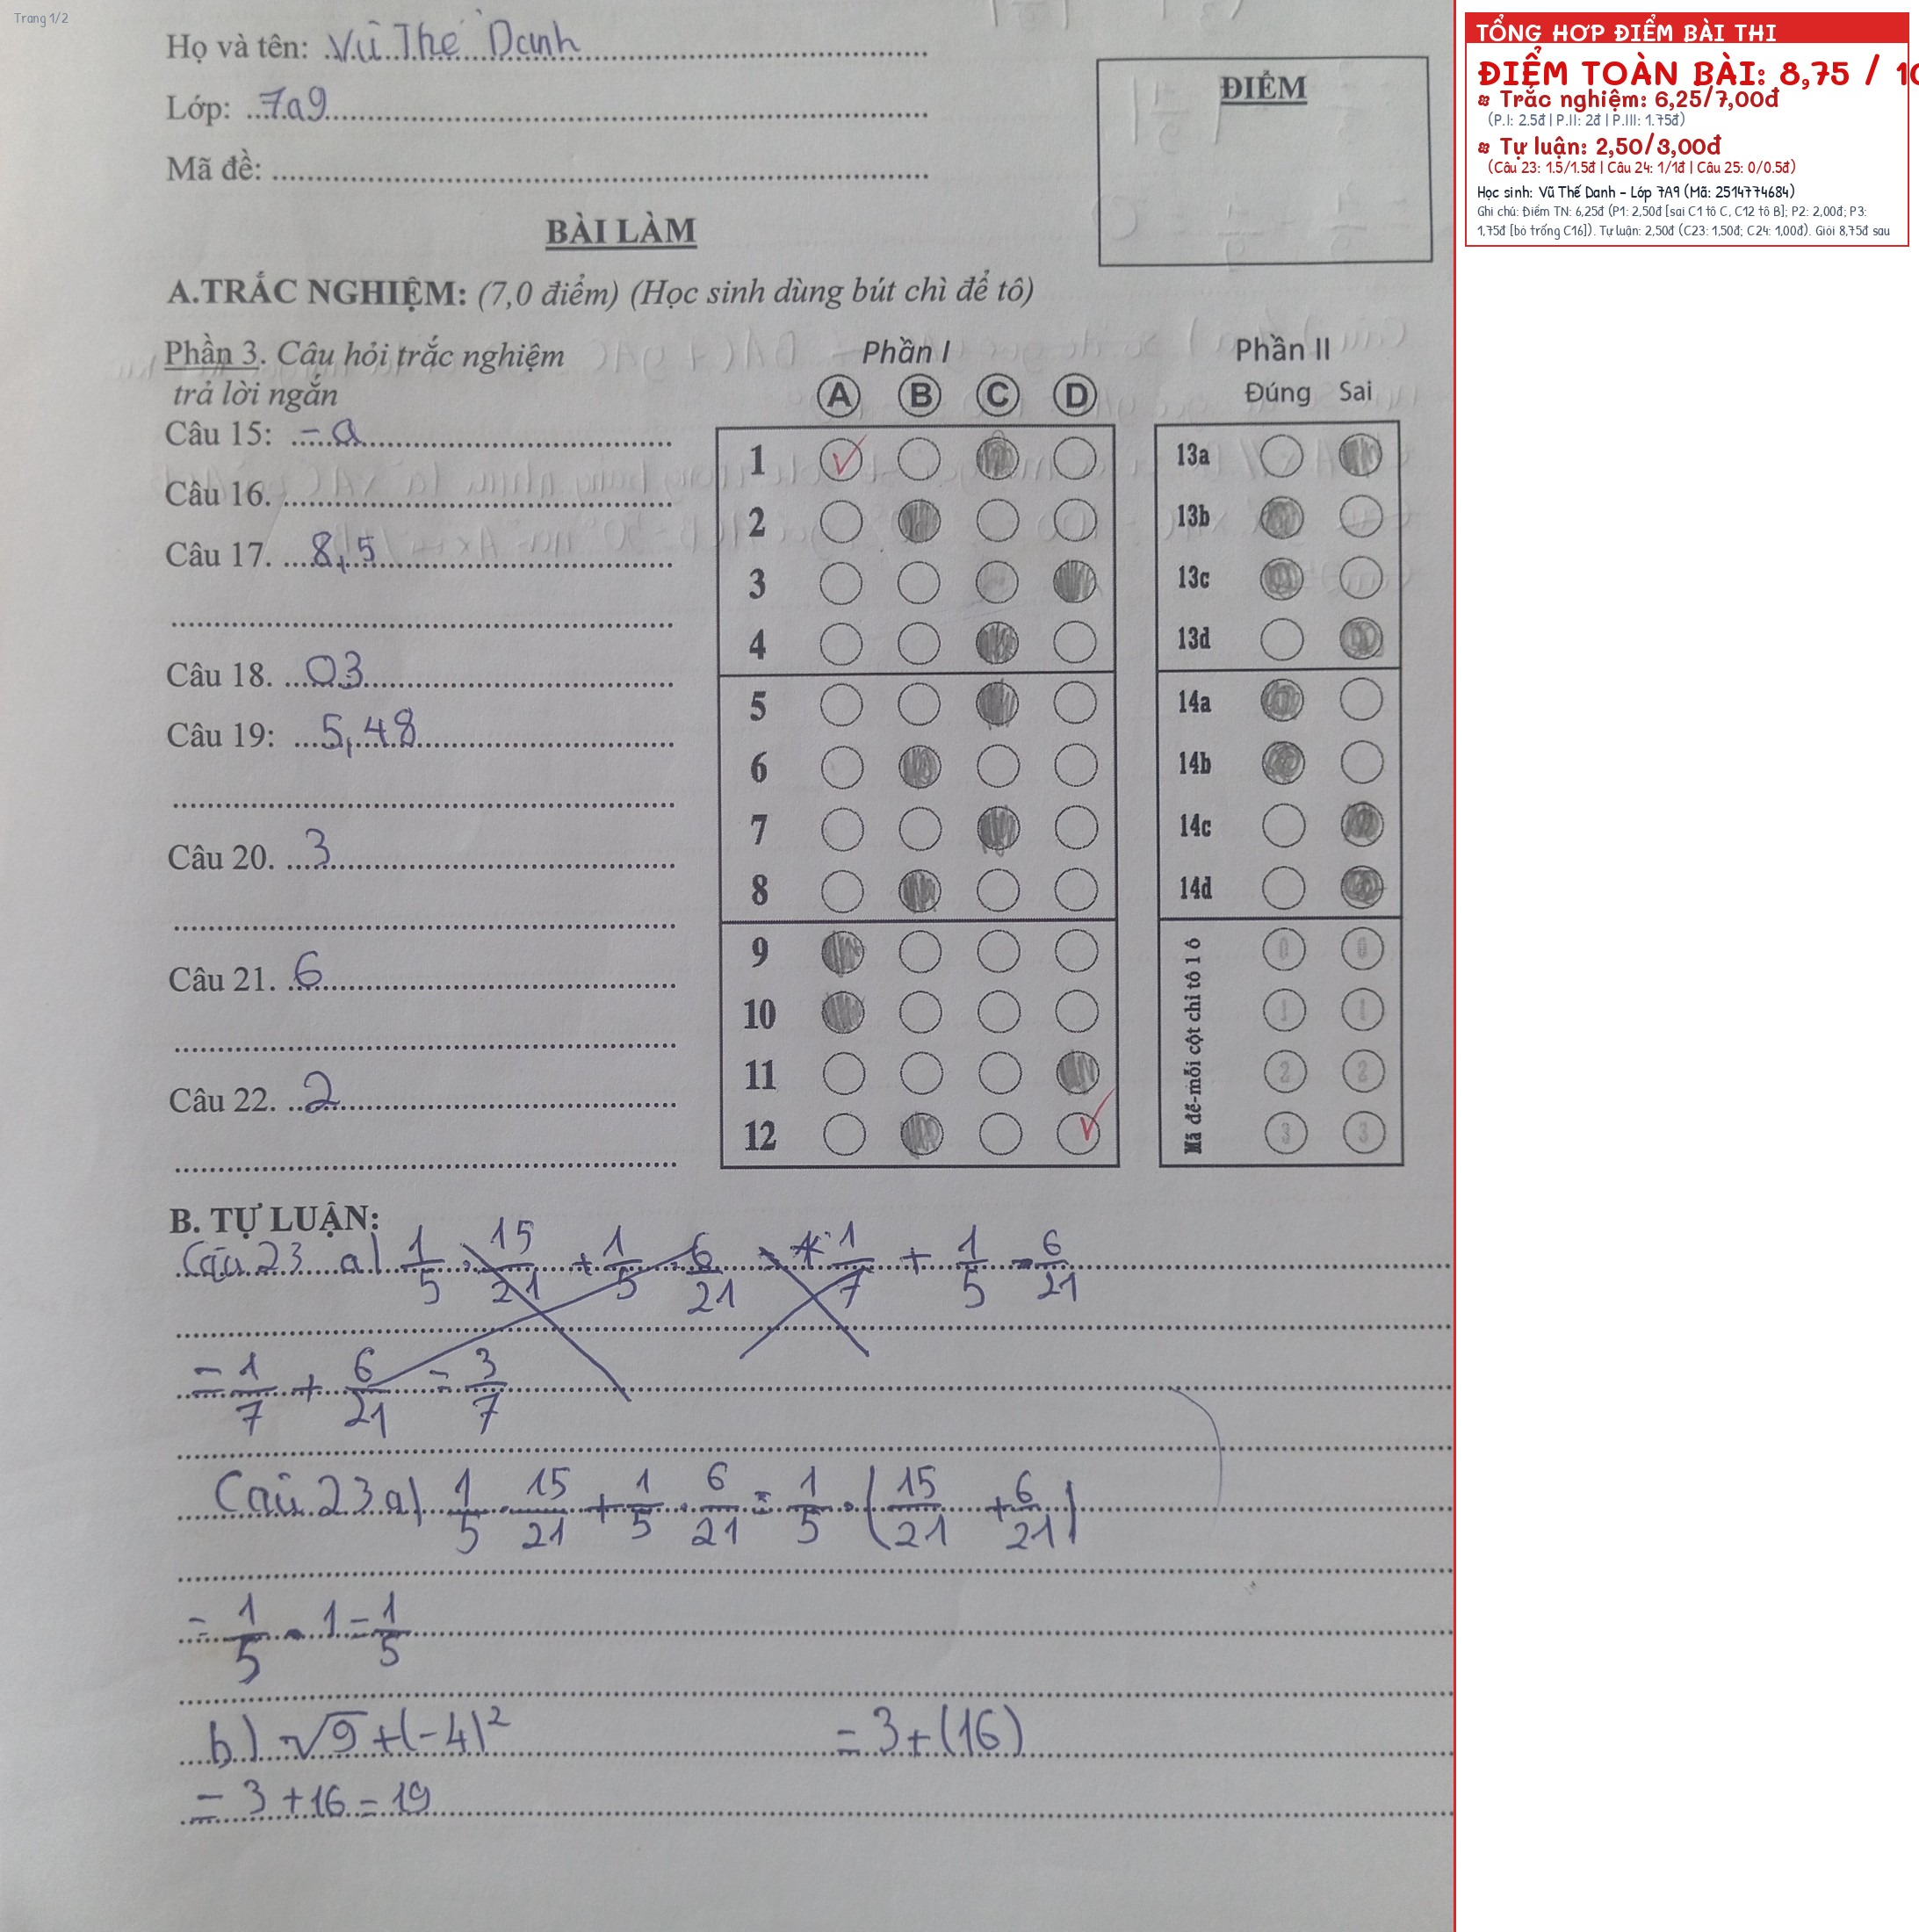 Trang 1/2
Họ và tên: Vũ Thế Danh
Lớp: 7a9
Mã đề:
ĐIỂM
BÀI LÀM
A.TRẮC NGHIỆM: (7,0 điểm) (Học sinh dùng bút chì để tô)
Phần 3. Câu hỏi trắc nghiệm
trả lời ngắn
Câu 15: -a
Câu 16.
Câu 17. 8,5
Câu 18. 03
Câu 19: 5,48
Câu 20. 3
Câu 21. 6
Câu 22. 2
Phần I
A B C D
1
2
3
4
5
6
7
8
9
10
11
12
Phần II
Đúng Sai
13a
13b
13c
13d
14a
14b
14c
14d
Mã đề-mỗi cột chỉ tô 1 ô
0 0
1 1
2 2
3 3
B. TỰ LUẬN:
Câu 23 a) 1/5 . 15/21 + 1/5 . 6/21 = 1/7 + 1/5 = 6/21
= 1/7 + 6/21 = 3/7
Câu 23 a) 1/5 . 15/21 + 1/5 . 6/21 = 1/5 . (15/21 + 6/21)
= 1/5 . 1 = 1/5
b) √9 + (-4)² = 3 + (16)
= 3 + 16 = 19
TỔNG HỢP ĐIỂM BÀI THI
ĐIỂM TOÀN BÀI: 8,75 / 10
Trắc nghiệm: 6,25/7,00đ
(P.I: 2.5đ | P.II: 2đ | P.III: 1.75đ)
Tự luận: 2,50/3,00đ
(Câu 23: 1.5/1.5đ | Câu 24: 1/1đ | Câu 25: 0/0.5đ)
Học sinh: Vũ Thế Danh - Lớp 7A9 (Mã: 2514774684)
Ghi chú: Điểm TN: 6,25đ (P1: 2,50đ [sai C1 tô C, C12 tô B]; P2: 2,00đ; P3:
1,75đ [bỏ trống C16]). Tự luận: 2,50đ (C23: 1,50đ; C24: 1,00đ). Giỏi 8,75đ sau